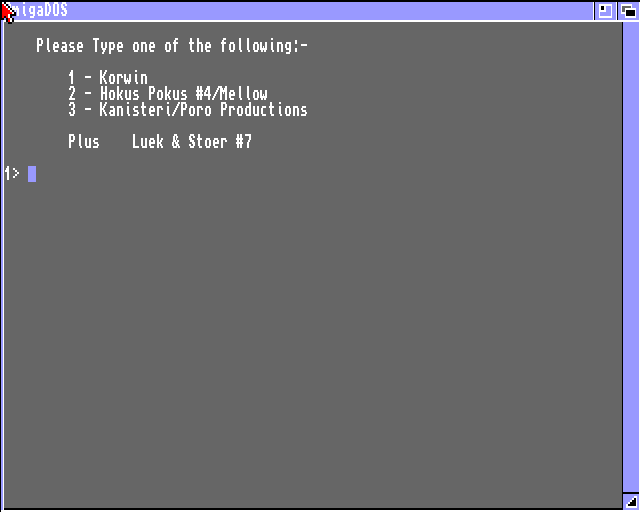 AmigaDOS
Please Type one of the following:-
1 - Korwin
2 - Hokus Pokus #4/Mellow
3 - Kanisteri/Poro Productions
Plus    Luek & Stoer #7
1>